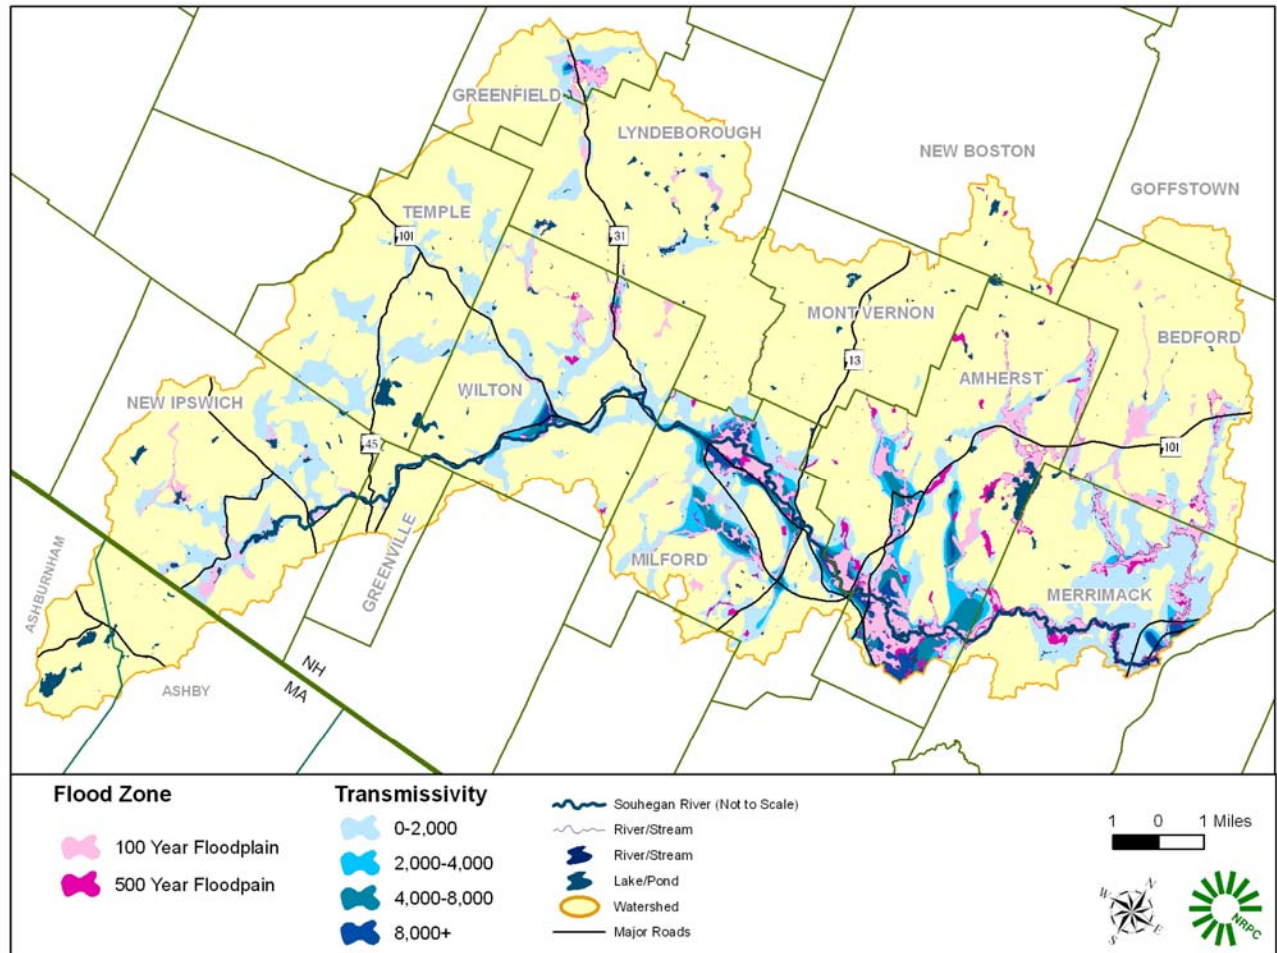 GREENFIELD
LYNDEBOROUGH
NEW BOSTON
GOFFSTOWN
TEMPLE
101
31
MONT VERNON
BEDFORD
13
AMHERST
WILTON
NEW IPSWICH
45
101
ASHBURNHAM
GREENVILLE
MILFORD
MERRIMACK
NH
MA
ASHBY
Flood Zone
100 Year Floodplain
500 Year Floodpain
Transmissivity
0-2,000
2,000-4,000
4,000-8,000
8,000+
Souhegan River (Not to Scale)
River/Stream
River/Stream
Lake/Pond
Watershed
Major Roads
1 0 1 Miles
N
W
E
S
NRPC